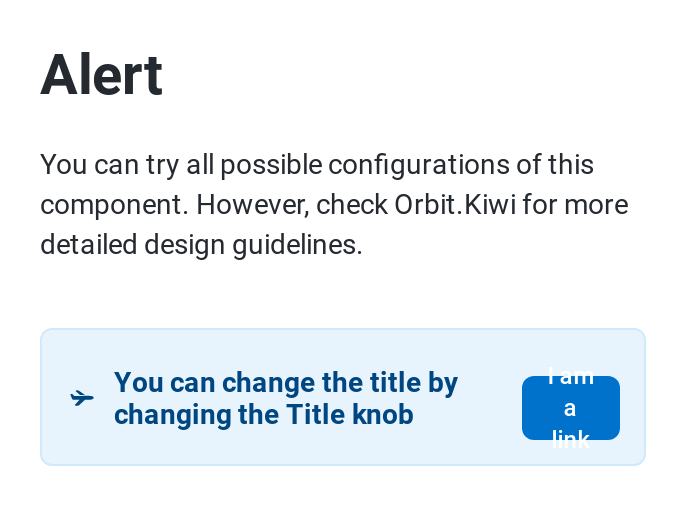 Alert
You can try all possible configurations of this
component. However, check Orbit.Kiwi for more
detailed design guidelines.
You can change the title by
changing the Title knob
I am
a
link